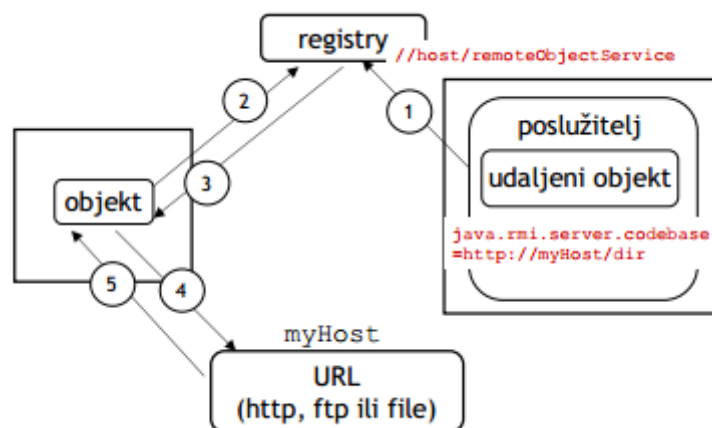 registry
//host/remoteObjectService
2
1
poslužitelj
3
udaljeni objekt
objekt
java.rmi.server.codebase
=http://myHost/dir
5
4
myHost
URL
(http, ftp ili file)